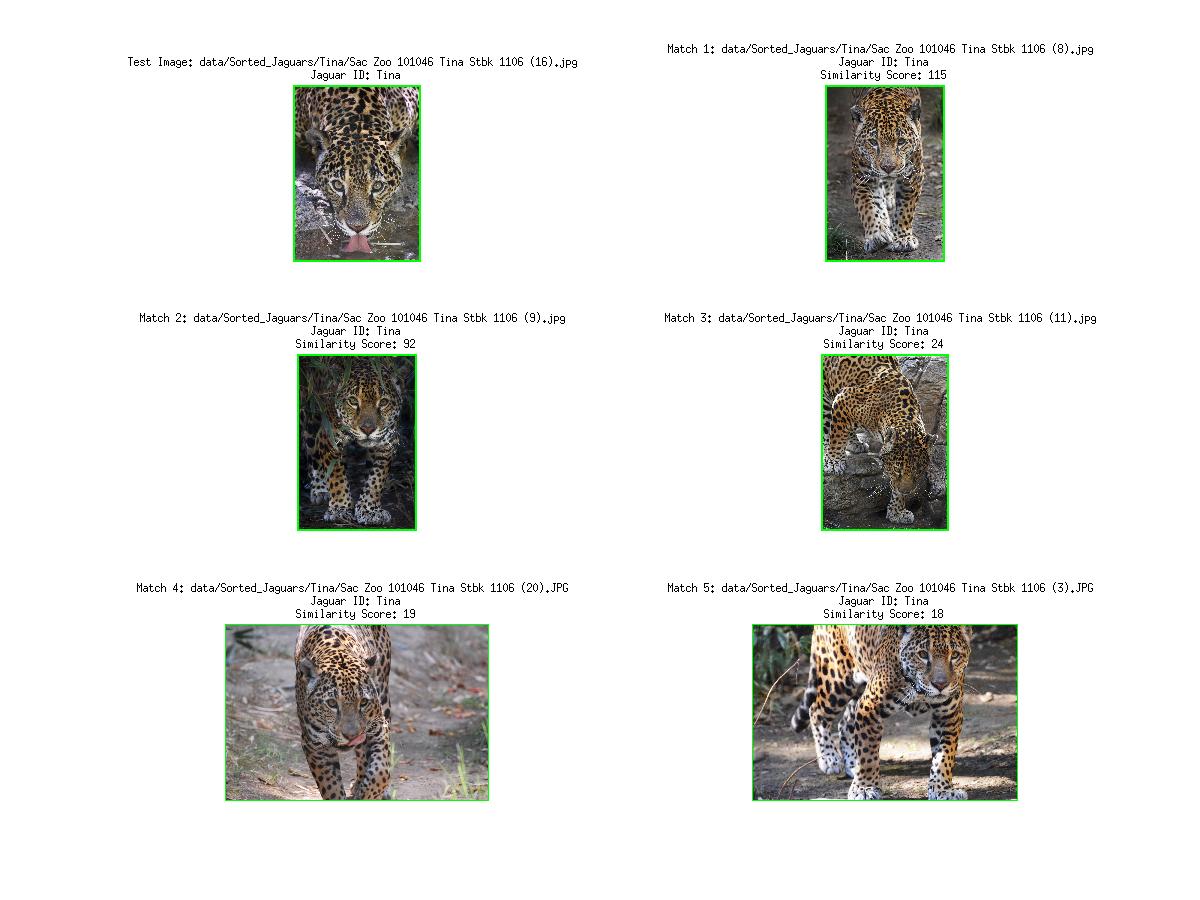 Test Image: data/Sorted_Jaguars/Tina/Sac Zoo 101046 Tina Stbk 1106 (16).jpg
Jaguar ID: Tina
Match 1: data/Sorted_Jaguars/Tina/Sac Zoo 101046 Tina Stbk 1106 (8).jpg
Jaguar ID: Tina
Similarity Score: 115
Match 2: data/Sorted_Jaguars/Tina/Sac Zoo 101046 Tina Stbk 1106 (9).jpg
Jaguar ID: Tina
Similarity Score: 92
Match 3: data/Sorted_Jaguars/Tina/Sac Zoo 101046 Tina Stbk 1106 (11).jpg
Jaguar ID: Tina
Similarity Score: 24
Match 4: data/Sorted_Jaguars/Tina/Sac Zoo 101046 Tina Stbk 1106 (20).JPG
Jaguar ID: Tina
Similarity Score: 19
Match 5: data/Sorted_Jaguars/Tina/Sac Zoo 101046 Tina Stbk 1106 (3).JPG
Jaguar ID: Tina
Similarity Score: 18